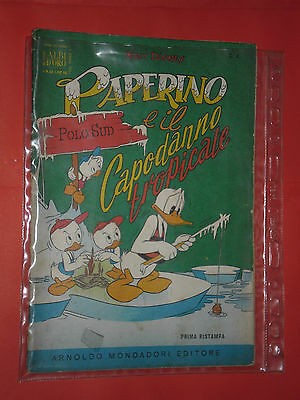 ALBI
D'ORO
WALT DISNEY
PAPERINO
e il
POLO SUD
Capodanno
tropicale
PRIMA RISTAMPA
ARNOLDO MONDADORI EDITORE